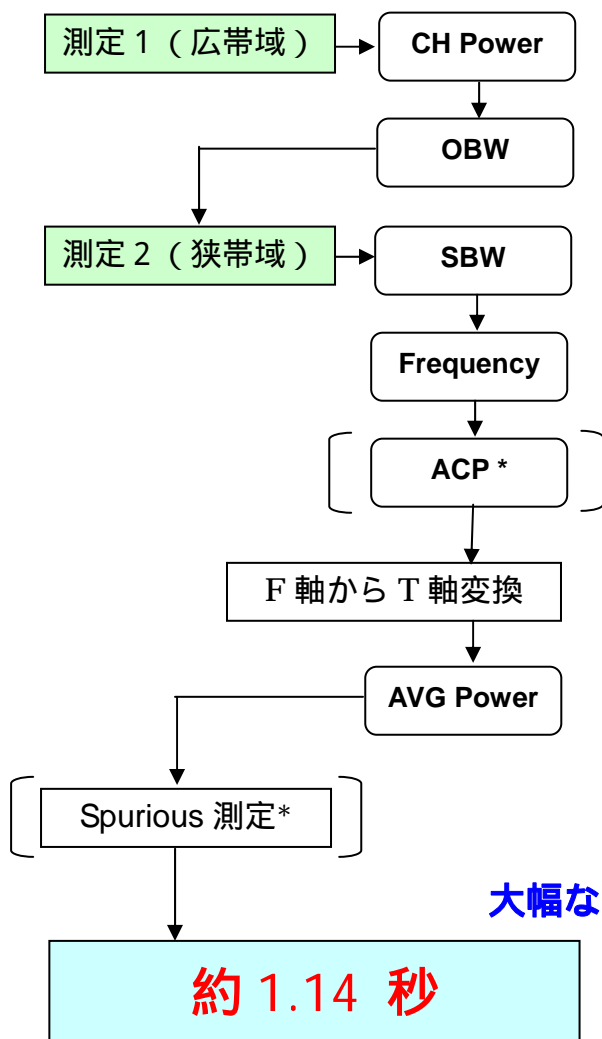 測定1（広帯域）
CH Power
OBW
測定2（狭帯域）
SBW
Frequency
ACP *
F 軸から T 軸変換
AVG Power
Spurious 測定*
大幅な
約 1.14 秒